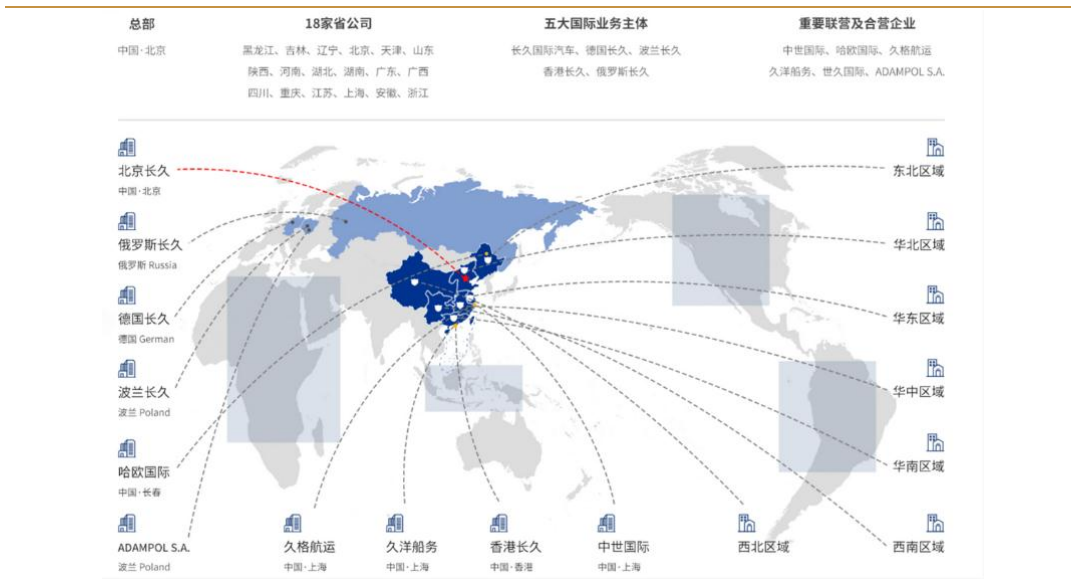 总部
中国·北京
18家省公司
黑龙江、吉林、辽宁、北京、天津、山东
陕西、河南、湖北、湖南、广东、广西
四川、重庆、江苏、上海、安徽、浙江
五大国际业务主体
长久国际汽车、德国长久、波兰长久
香港长久、俄罗斯长久
重要联营及合营企业
中世国际、哈欧国际、久格航运
久洋船务、世久国际、ADAMPOL S.A.
北京长久
中国·北京
俄罗斯长久
俄罗斯 Russia
德国长久
德国 German
波兰长久
波兰 Poland
哈欧国际
中国·长春
ADAMPOL S.A.
波兰 Poland
久格航运
中国·上海
久洋船务
中国·上海
香港长久
中国·香港
中世国际
中国·上海
西北区域
东北区域
华北区域
华东区域
华中区域
华南区域
西南区域